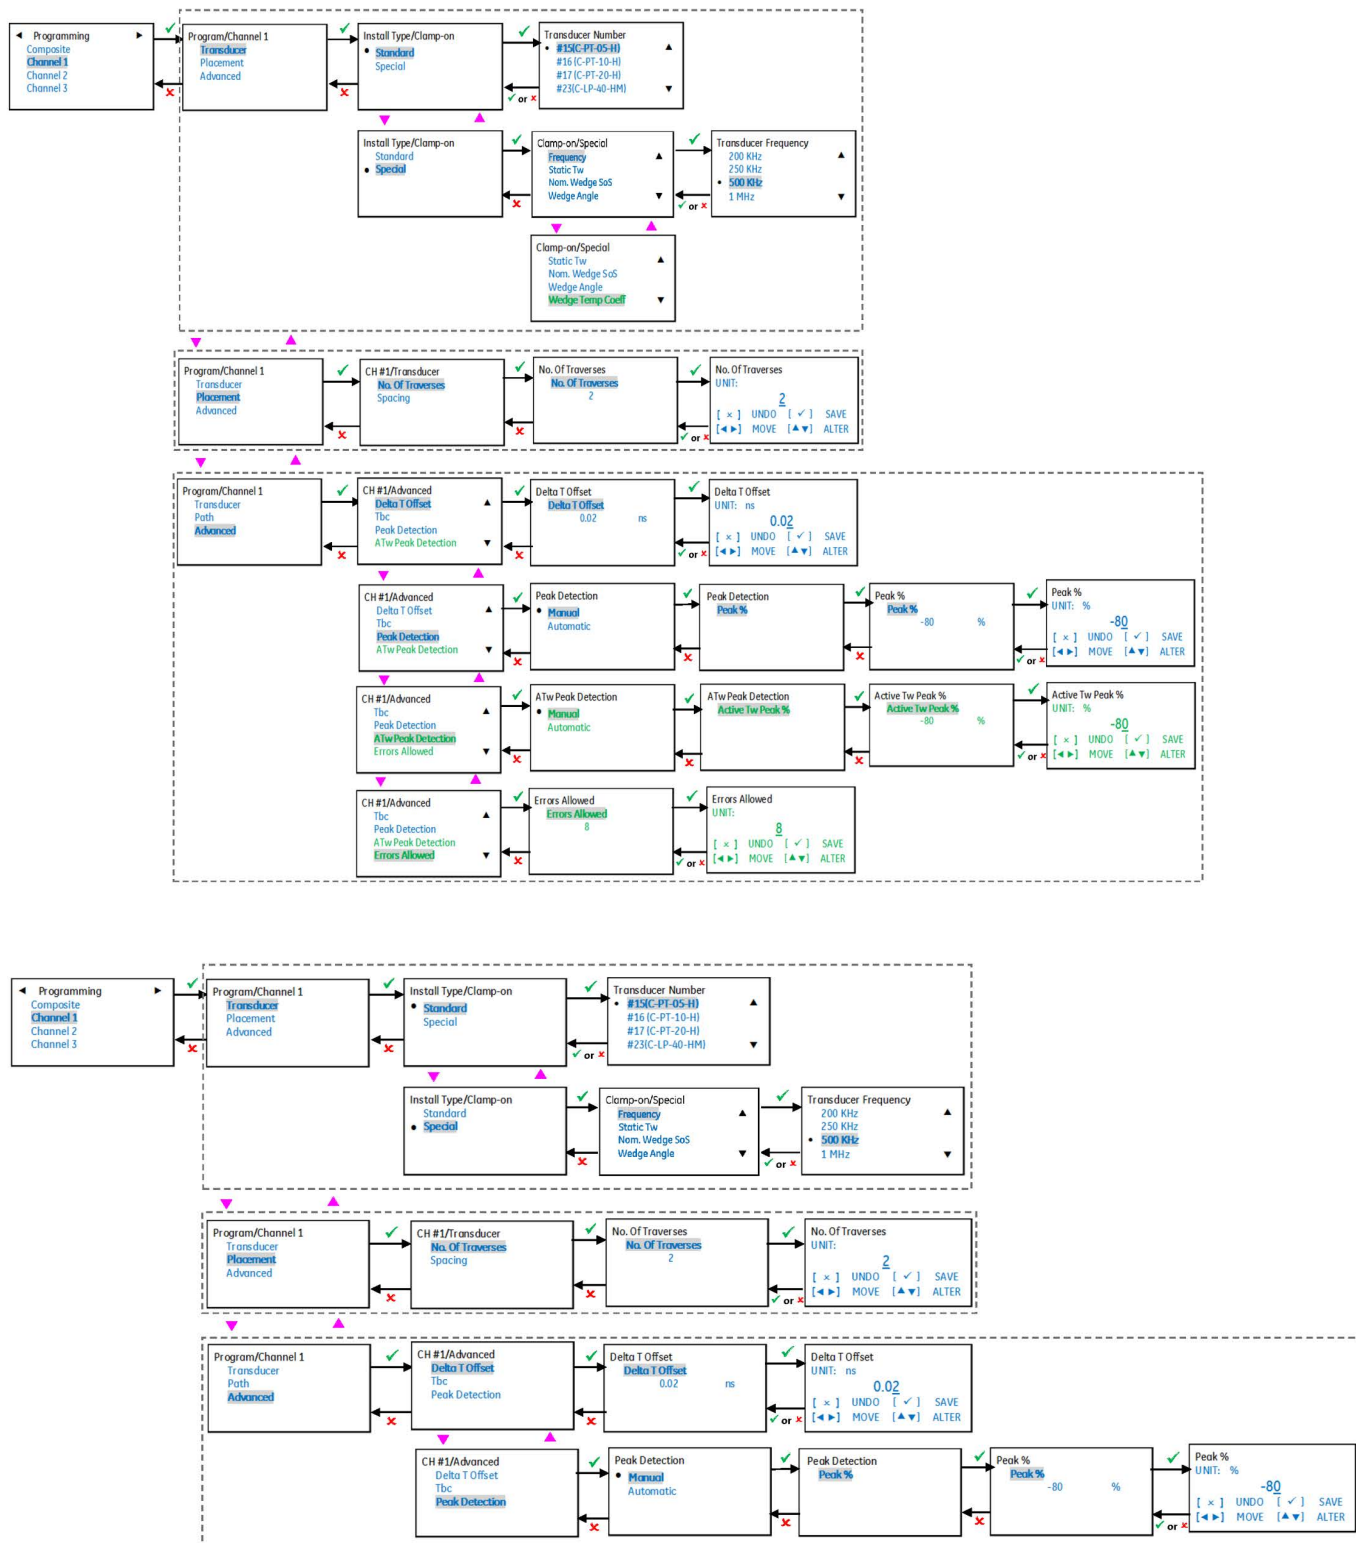 ◄ Programming ►
Composite
Channel 1
Channel 2
Channel 3
Program/Channel 1
Transducer
Placement
Advanced
Install Type/Clamp-on
• Standard
Special
✓ or ×
Transducer Number
• #15(C-PT-05-H)
#16 (C-PT-10-H)
#17 (C-PT-20-H)
#23(C-LP-40-HM)
Install Type/Clamp-on
Standard
• Special
Clamp-on/Special
Frequency
Static Tw
Nom. Wedge SoS
Wedge Angle
✓ or ×
Transducer Frequency
200 KHz
250 KHz
• 500 KHz
1 MHz
Clamp-on/Special
Static Tw
Nom. Wedge SoS
Wedge Angle
Wedge Temp Coeff
Program/Channel 1
Transducer
Placement
Advanced
CH #1/Transducer
No. Of Traverses
Spacing
No. Of Traverses
No. Of Traverses
2
✓ or ×
No. Of Traverses
UNIT:
2
[ × ] UNDO [ ✓ ] SAVE
[◄ ►] MOVE [▲▼] ALTER
Program/Channel 1
Transducer
Path
Advanced
CH #1/Advanced
Delta T Offset
Tbc
Peak Detection
ATw Peak Detection
Delta T Offset
Delta T Offset
0.02 ns
✓ or ×
Delta T Offset
UNIT: ns
0.02
[ × ] UNDO [ ✓ ] SAVE
[◄ ►] MOVE [▲▼] ALTER
CH #1/Advanced
Delta T Offset
Tbc
Peak Detection
ATw Peak Detection
Peak Detection
• Manual
Automatic
Peak Detection
Peak %
Peak %
Peak %
-80 %
✓ or ×
Peak %
UNIT: %
-80
[ × ] UNDO [ ✓ ] SAVE
[◄ ►] MOVE [▲▼] ALTER
CH #1/Advanced
Tbc
Peak Detection
ATw Peak Detection
Errors Allowed
ATw Peak Detection
• Manual
Automatic
ATw Peak Detection
Active Tw Peak %
Active Tw Peak %
Active Tw Peak %
-80 %
✓ or ×
Active Tw Peak %
UNIT: %
-80
[ × ] UNDO [ ✓ ] SAVE
[◄ ►] MOVE [▲▼] ALTER
CH #1/Advanced
Tbc
Peak Detection
ATw Peak Detection
Errors Allowed
Errors Allowed
Errors Allowed
8
✓ or ×
Errors Allowed
UNIT:
8
[ × ] UNDO [ ✓ ] SAVE
[◄ ►] MOVE [▲▼] ALTER
◄ Programming ►
Composite
Channel 1
Channel 2
Channel 3
Program/Channel 1
Transducer
Placement
Advanced
Install Type/Clamp-on
• Standard
Special
✓ or ×
Transducer Number
• #15(C-PT-05-H)
#16 (C-PT-10-H)
#17 (C-PT-20-H)
#23(C-LP-40-HM)
Install Type/Clamp-on
Standard
• Special
Clamp-on/Special
Frequency
Static Tw
Nom. Wedge SoS
Wedge Angle
✓ or ×
Transducer Frequency
200 KHz
250 KHz
• 500 KHz
1 MHz
Program/Channel 1
Transducer
Placement
Advanced
CH #1/Transducer
No. Of Traverses
Spacing
No. Of Traverses
No. Of Traverses
2
✓ or ×
No. Of Traverses
UNIT:
2
[ × ] UNDO [ ✓ ] SAVE
[◄ ►] MOVE [▲▼] ALTER
Program/Channel 1
Transducer
Path
Advanced
CH #1/Advanced
Delta T Offset
Tbc
Peak Detection
Delta T Offset
Delta T Offset
0.02 ns
✓ or ×
Delta T Offset
UNIT: ns
0.02
[ × ] UNDO [ ✓ ] SAVE
[◄ ►] MOVE [▲▼] ALTER
CH #1/Advanced
Delta T Offset
Tbc
Peak Detection
Peak Detection
• Manual
Automatic
Peak Detection
Peak %
Peak %
Peak %
-80 %
✓ or ×
Peak %
UNIT: %
-80
[ × ] UNDO [ ✓ ] SAVE
[◄ ►] MOVE [▲▼] ALTER